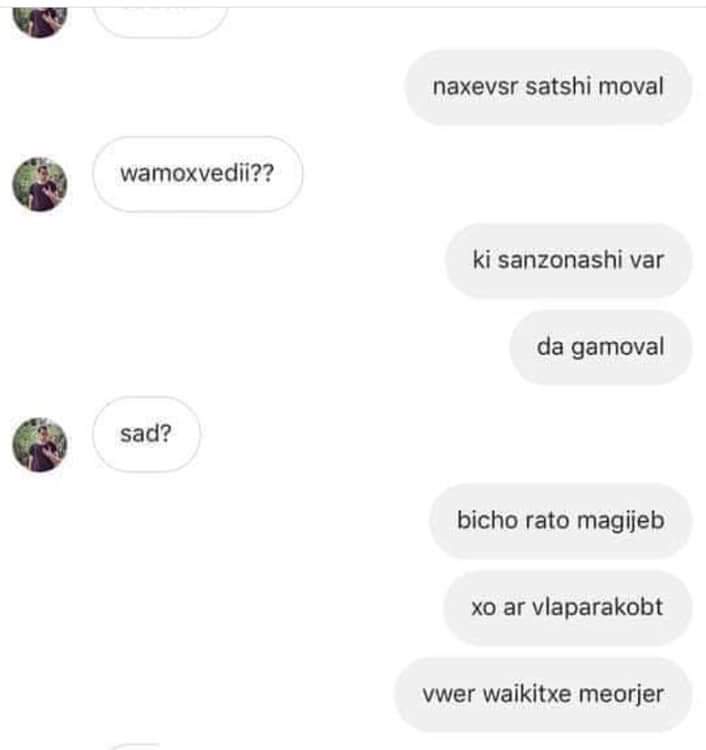 naxevsr satshi moval
wamoxvedii??
ki sanzonashi var
da gamoval
sad?
bicho rato magijeb
xo ar vlaparakobt
vwer waikitxe meorjer